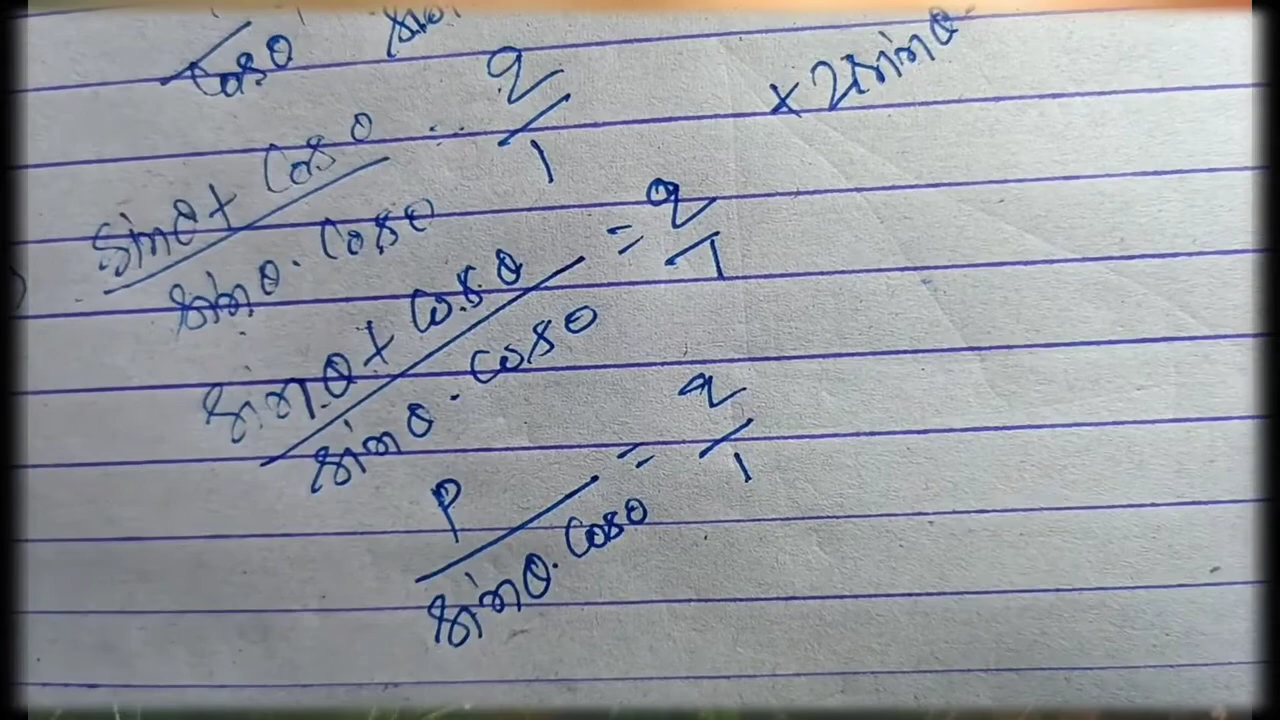 cosθ
× 2sinθ
sinθ + cosθ / sinθ · cosθ = q / 1
sinθ + cosθ / sinθ · cosθ = q / 1
P / sinθ · cosθ = q / 1